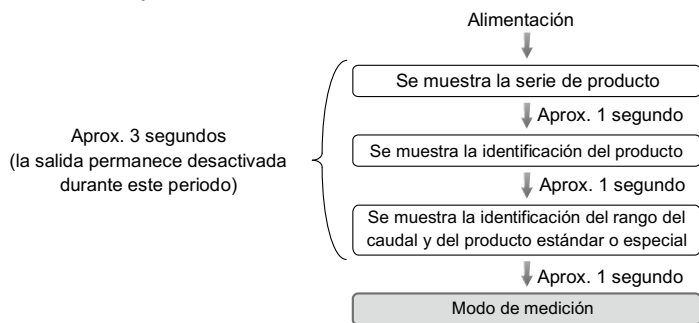 Alimentación
Se muestra la serie de producto
Aprox. 1 segundo
Aprox. 3 segundos
(la salida permanece desactivada
durante este periodo)
Se muestra la identificación del producto
Aprox. 1 segundo
Se muestra la identificación del rango del
caudal y del producto estándar o especial
Aprox. 1 segundo
Modo de medición